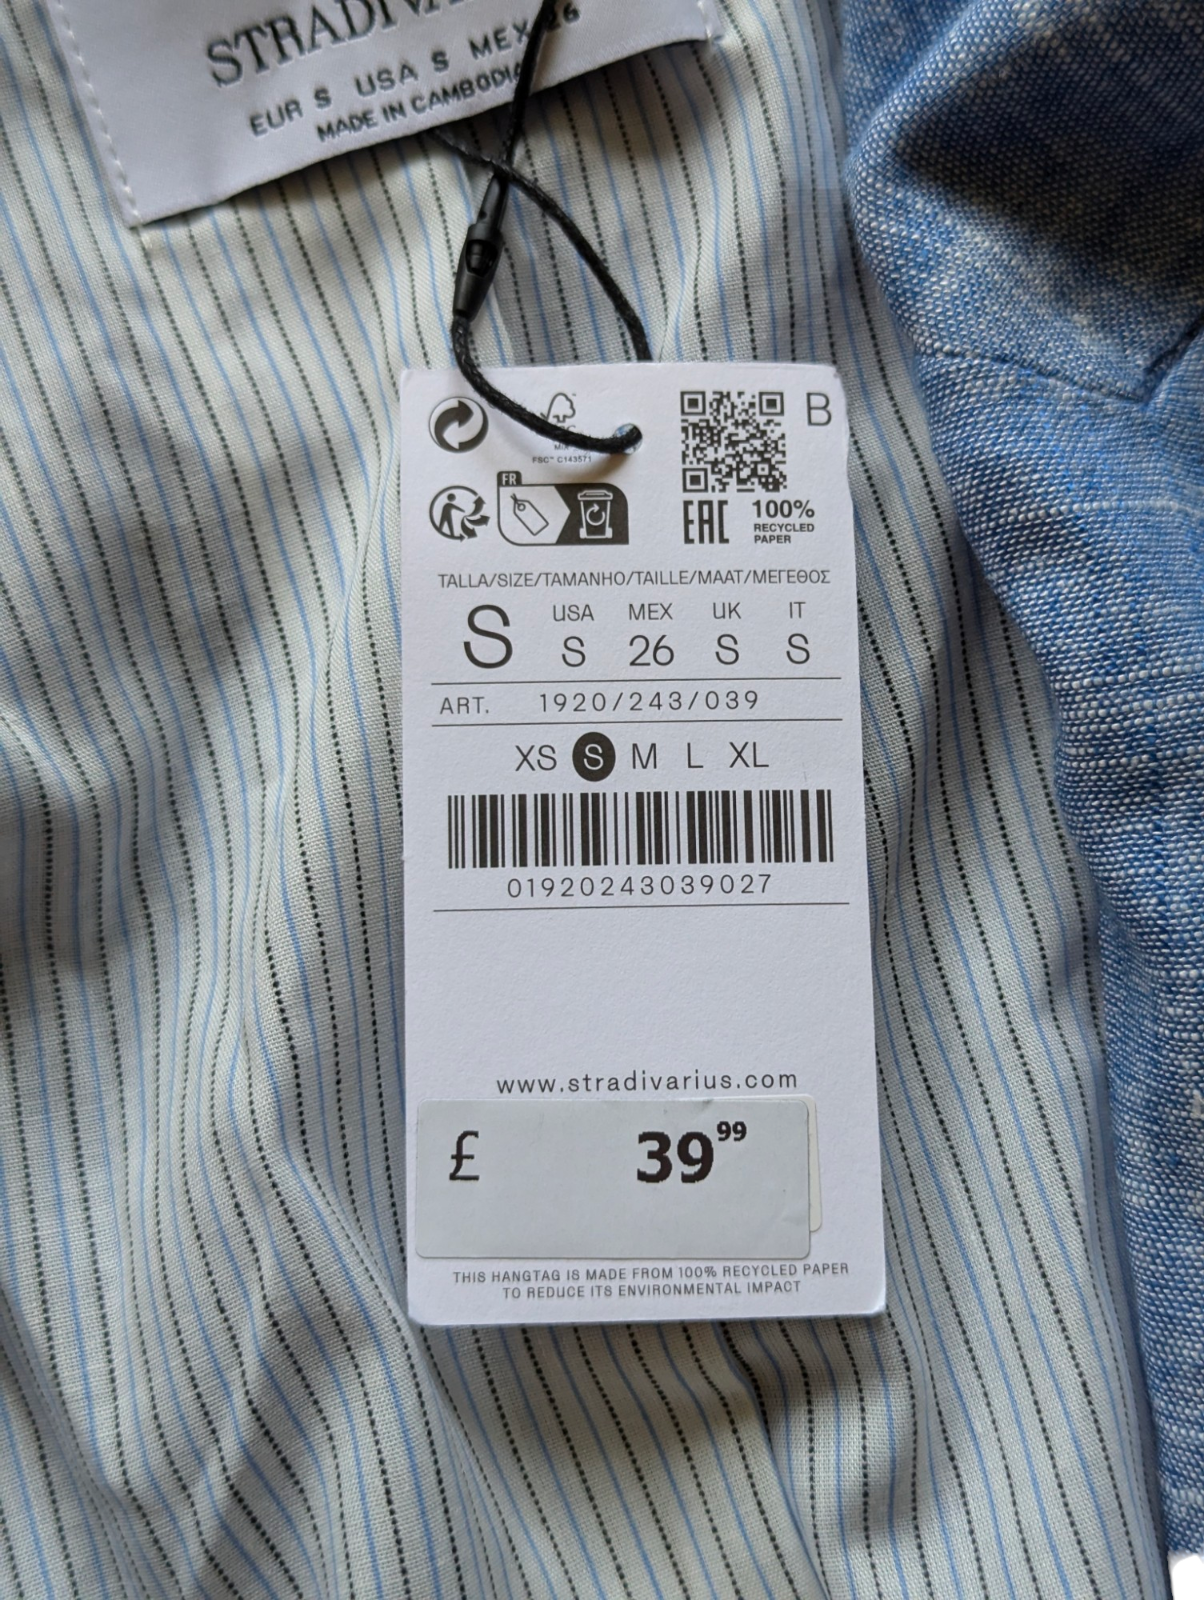 STRADIVA
EUR S USA S MEX 26
MADE IN CAMBODIA
FSC™ C143571
FR
B
EAC
100%
RECYCLED
PAPER
TALLA/SIZE/TAMANHO/TAILLE/MAAT/ΜΕΓΕΘΟΣ
USA MEX UK IT
S S 26 S S
ART. 1920/243/039
XS S M L XL
01920243039027
www.stradivarius.com
£ 39⁹⁹
THIS HANGTAG IS MADE FROM 100% RECYCLED PAPER
TO REDUCE ITS ENVIRONMENTAL IMPACT